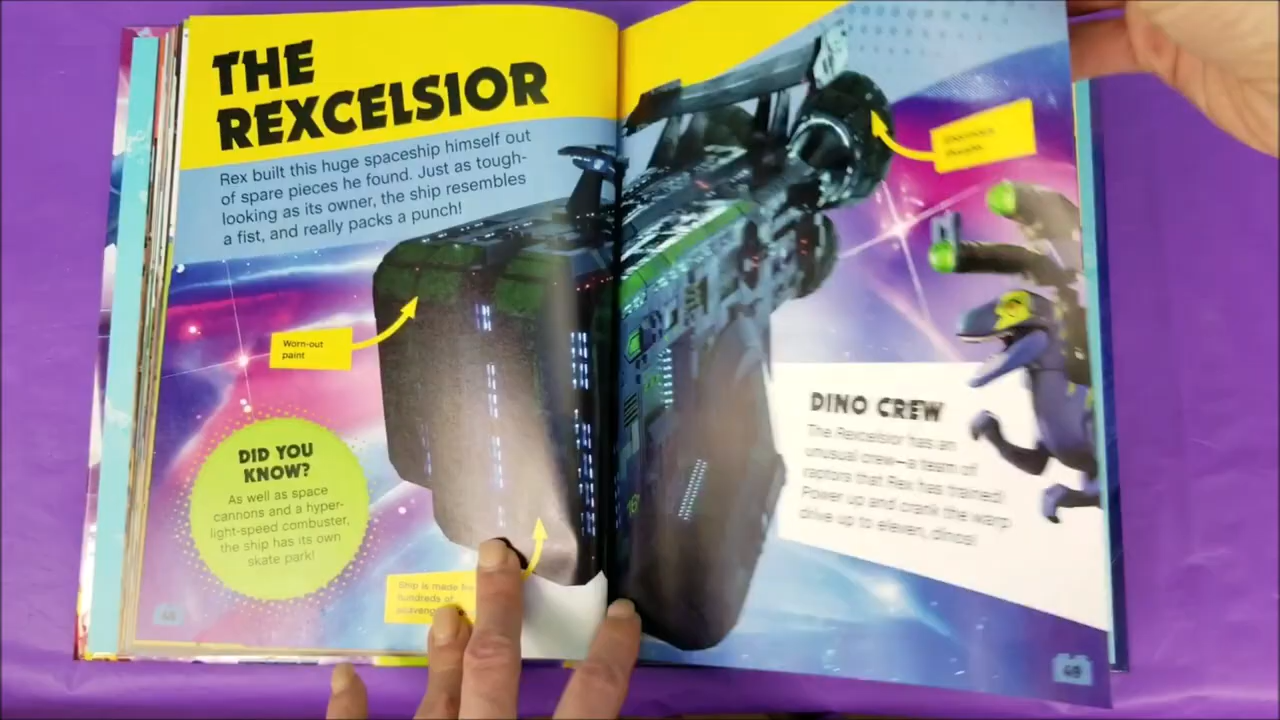 THE
REXCELSIOR
Rex built this huge spaceship himself out
of spare pieces he found. Just as tough-
looking as its owner, the ship resembles
a fist, and really packs a punch!
Worn-out
paint
DID YOU
KNOW?
As well as space
cannons and a hyper-
light-speed combuster,
the ship has its own
skate park!
Ship is made
hundreds of
48
DINO CREW
The Rexcelsior has an
unusual crew—a team of
raptors that Rex has trained.
Power up and crank the warp
drive up to eleven, dinos!
49